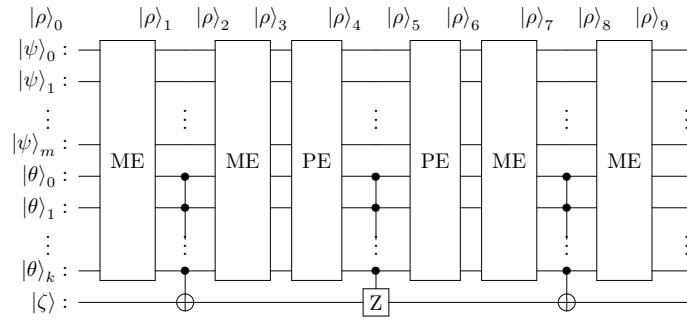 |ρ⟩₀ |ρ⟩₁ |ρ⟩₂ |ρ⟩₃ |ρ⟩₄ |ρ⟩₅ |ρ⟩₆ |ρ⟩₇ |ρ⟩₈ |ρ⟩₉
|ψ⟩₀ :
|ψ⟩₁ :
⋮ ⋮ ⋮ ⋮ ⋮
|ψ⟩ₘ :
ME ME PE PE ME ME
|θ⟩₀ :
|θ⟩₁ :
⋮ ⋮ ⋮ ⋮ ⋮
|θ⟩ₖ :
|ζ⟩ : Z